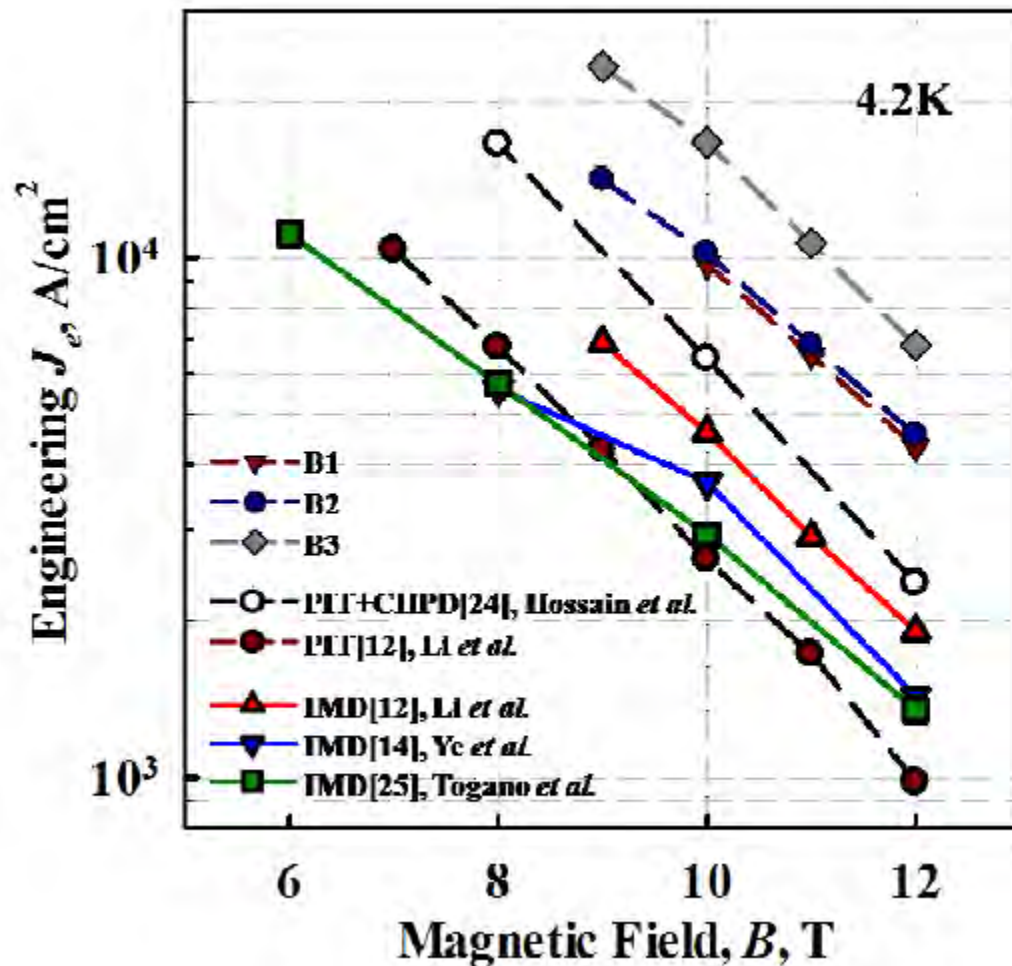 4.2K
Engineering Je, A/cm²
10⁴
10³
B1
B2
B3
PIT+CHPD[24], Hossain et al.
PIT[12], Li et al.
IMD[12], Li et al.
IMD[14], Ye et al.
IMD[25], Togano et al.
6 8 10 12
Magnetic Field, B, T